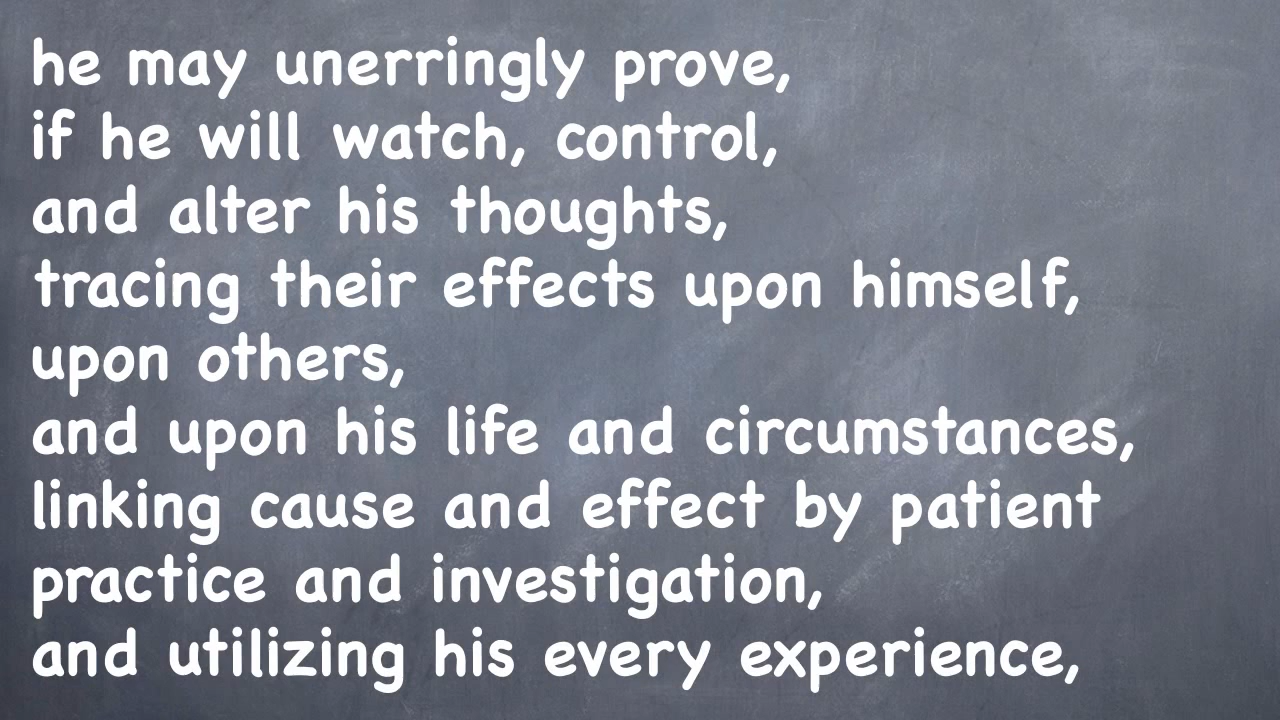 he may unerringly prove,
if he will watch, control,
and alter his thoughts,
tracing their effects upon himself,
upon others,
and upon his life and circumstances,
linking cause and effect by patient
practice and investigation,
and utilizing his every experience,